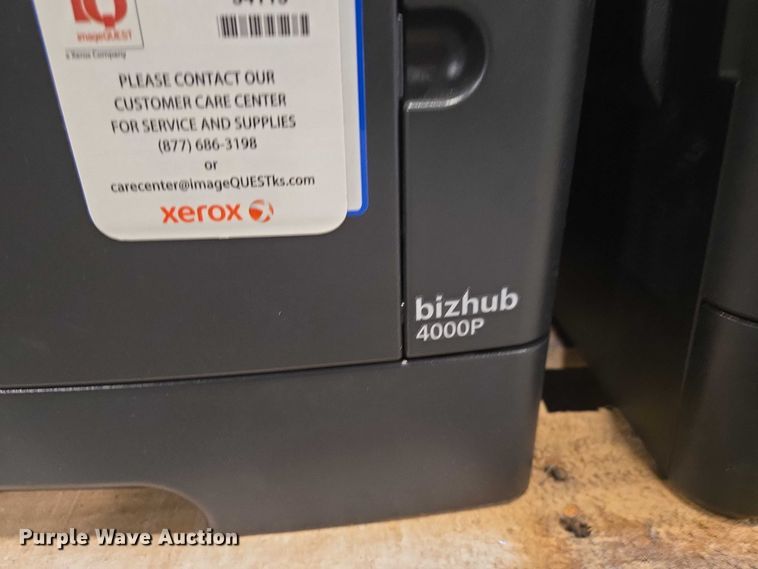 IQ
imageQUEST
a Xerox Company
PLEASE CONTACT OUR
CUSTOMER CARE CENTER
FOR SERVICE AND SUPPLIES
(877) 686-3198
or
carecenter@imageQUESTks.com
xerox
bizhub
4000P
Purple Wave Auction